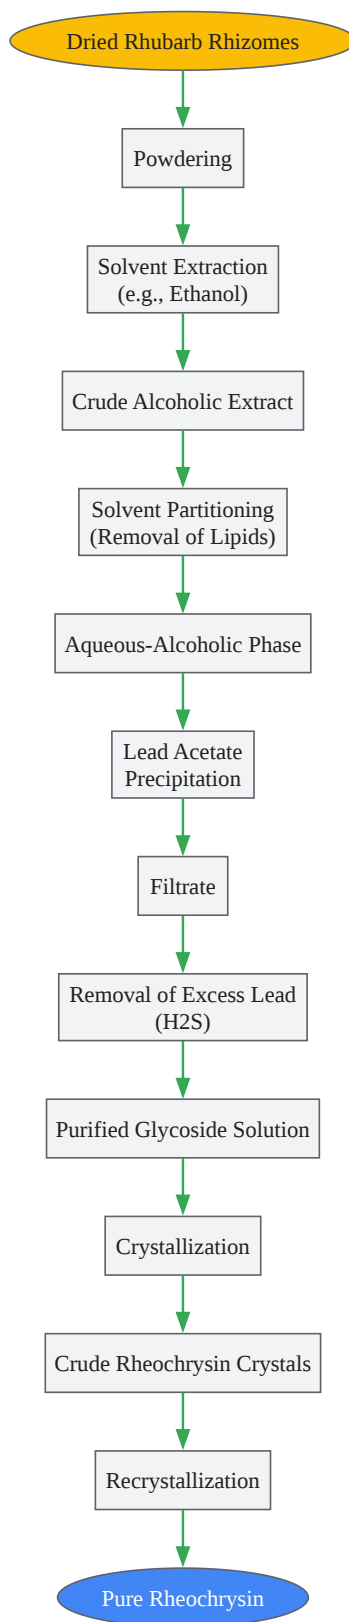 Dried Rhubarb Rhizomes
Powdering
Solvent Extraction
(e.g., Ethanol)
Crude Alcoholic Extract
Solvent Partitioning
(Removal of Lipids)
Aqueous-Alcoholic Phase
Lead Acetate
Precipitation
Filtrate
Removal of Excess Lead
(H2S)
Purified Glycoside Solution
Crystallization
Crude Rheochrysin Crystals
Recrystallization
Pure Rheochrysin